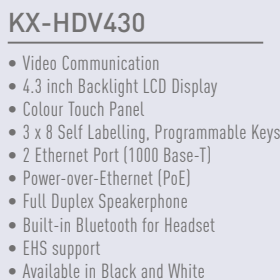 KX-HDV430
• Video Communication
• 4.3 inch Backlight LCD Display
• Colour Touch Panel
• 3 x 8 Self Labelling, Programmable Keys
• 2 Ethernet Port (1000 Base-T)
• Power-over-Ethernet (PoE)
• Full Duplex Speakerphone
• Built-in Bluetooth for Headset
• EHS support
• Available in Black and White